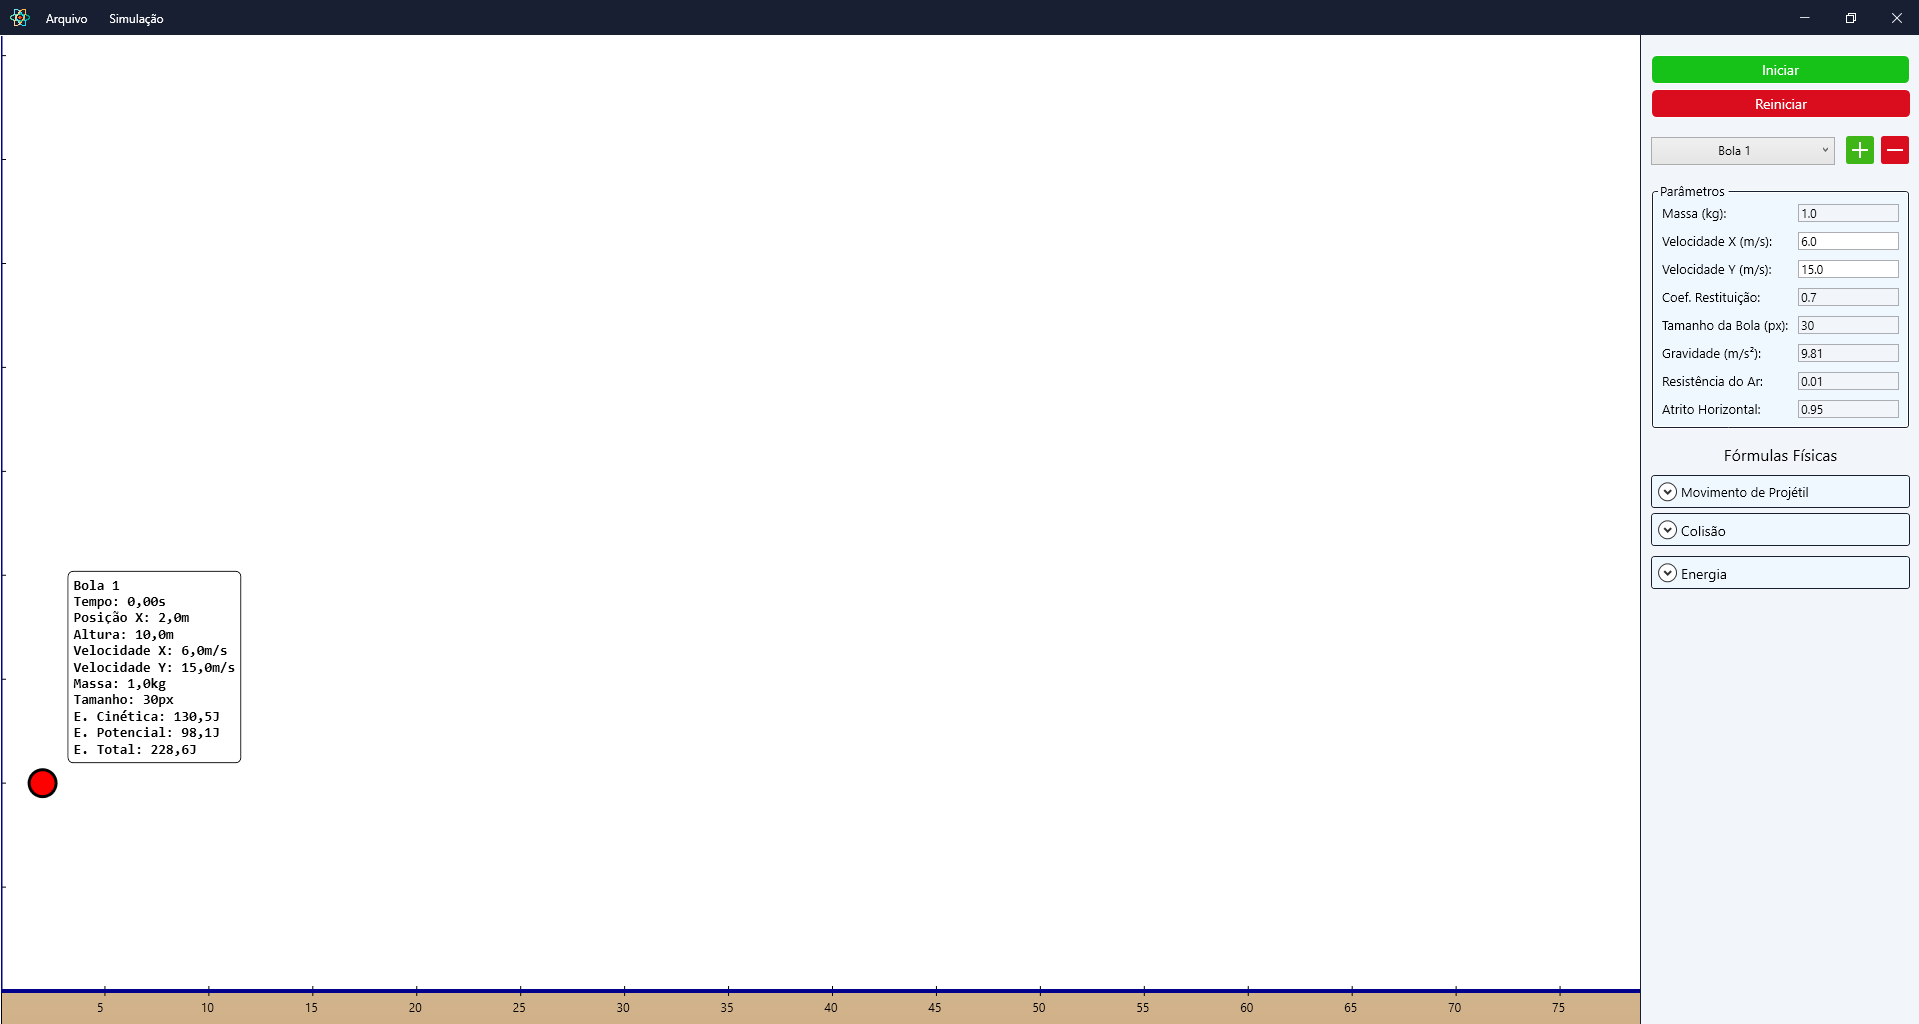 Arquivo Simulação
Iniciar
Reiniciar
Bola 1
Parâmetros
Massa (kg): 1.0
Velocidade X (m/s): 6.0
Velocidade Y (m/s): 15.0
Coef. Restituição: 0.7
Tamanho da Bola (px): 30
Gravidade (m/s²): 9.81
Resistência do Ar: 0.01
Atrito Horizontal: 0.95
Fórmulas Físicas
Movimento de Projétil
Colisão
Energia
Bola 1
Tempo: 0,00s
Posição X: 2,0m
Altura: 10,0m
Velocidade X: 6,0m/s
Velocidade Y: 15,0m/s
Massa: 1,0kg
Tamanho: 30px
E. Cinética: 130,5J
E. Potencial: 98,1J
E. Total: 228,6J
5 10 15 20 25 30 35 40 45 50 55 60 65 70 75